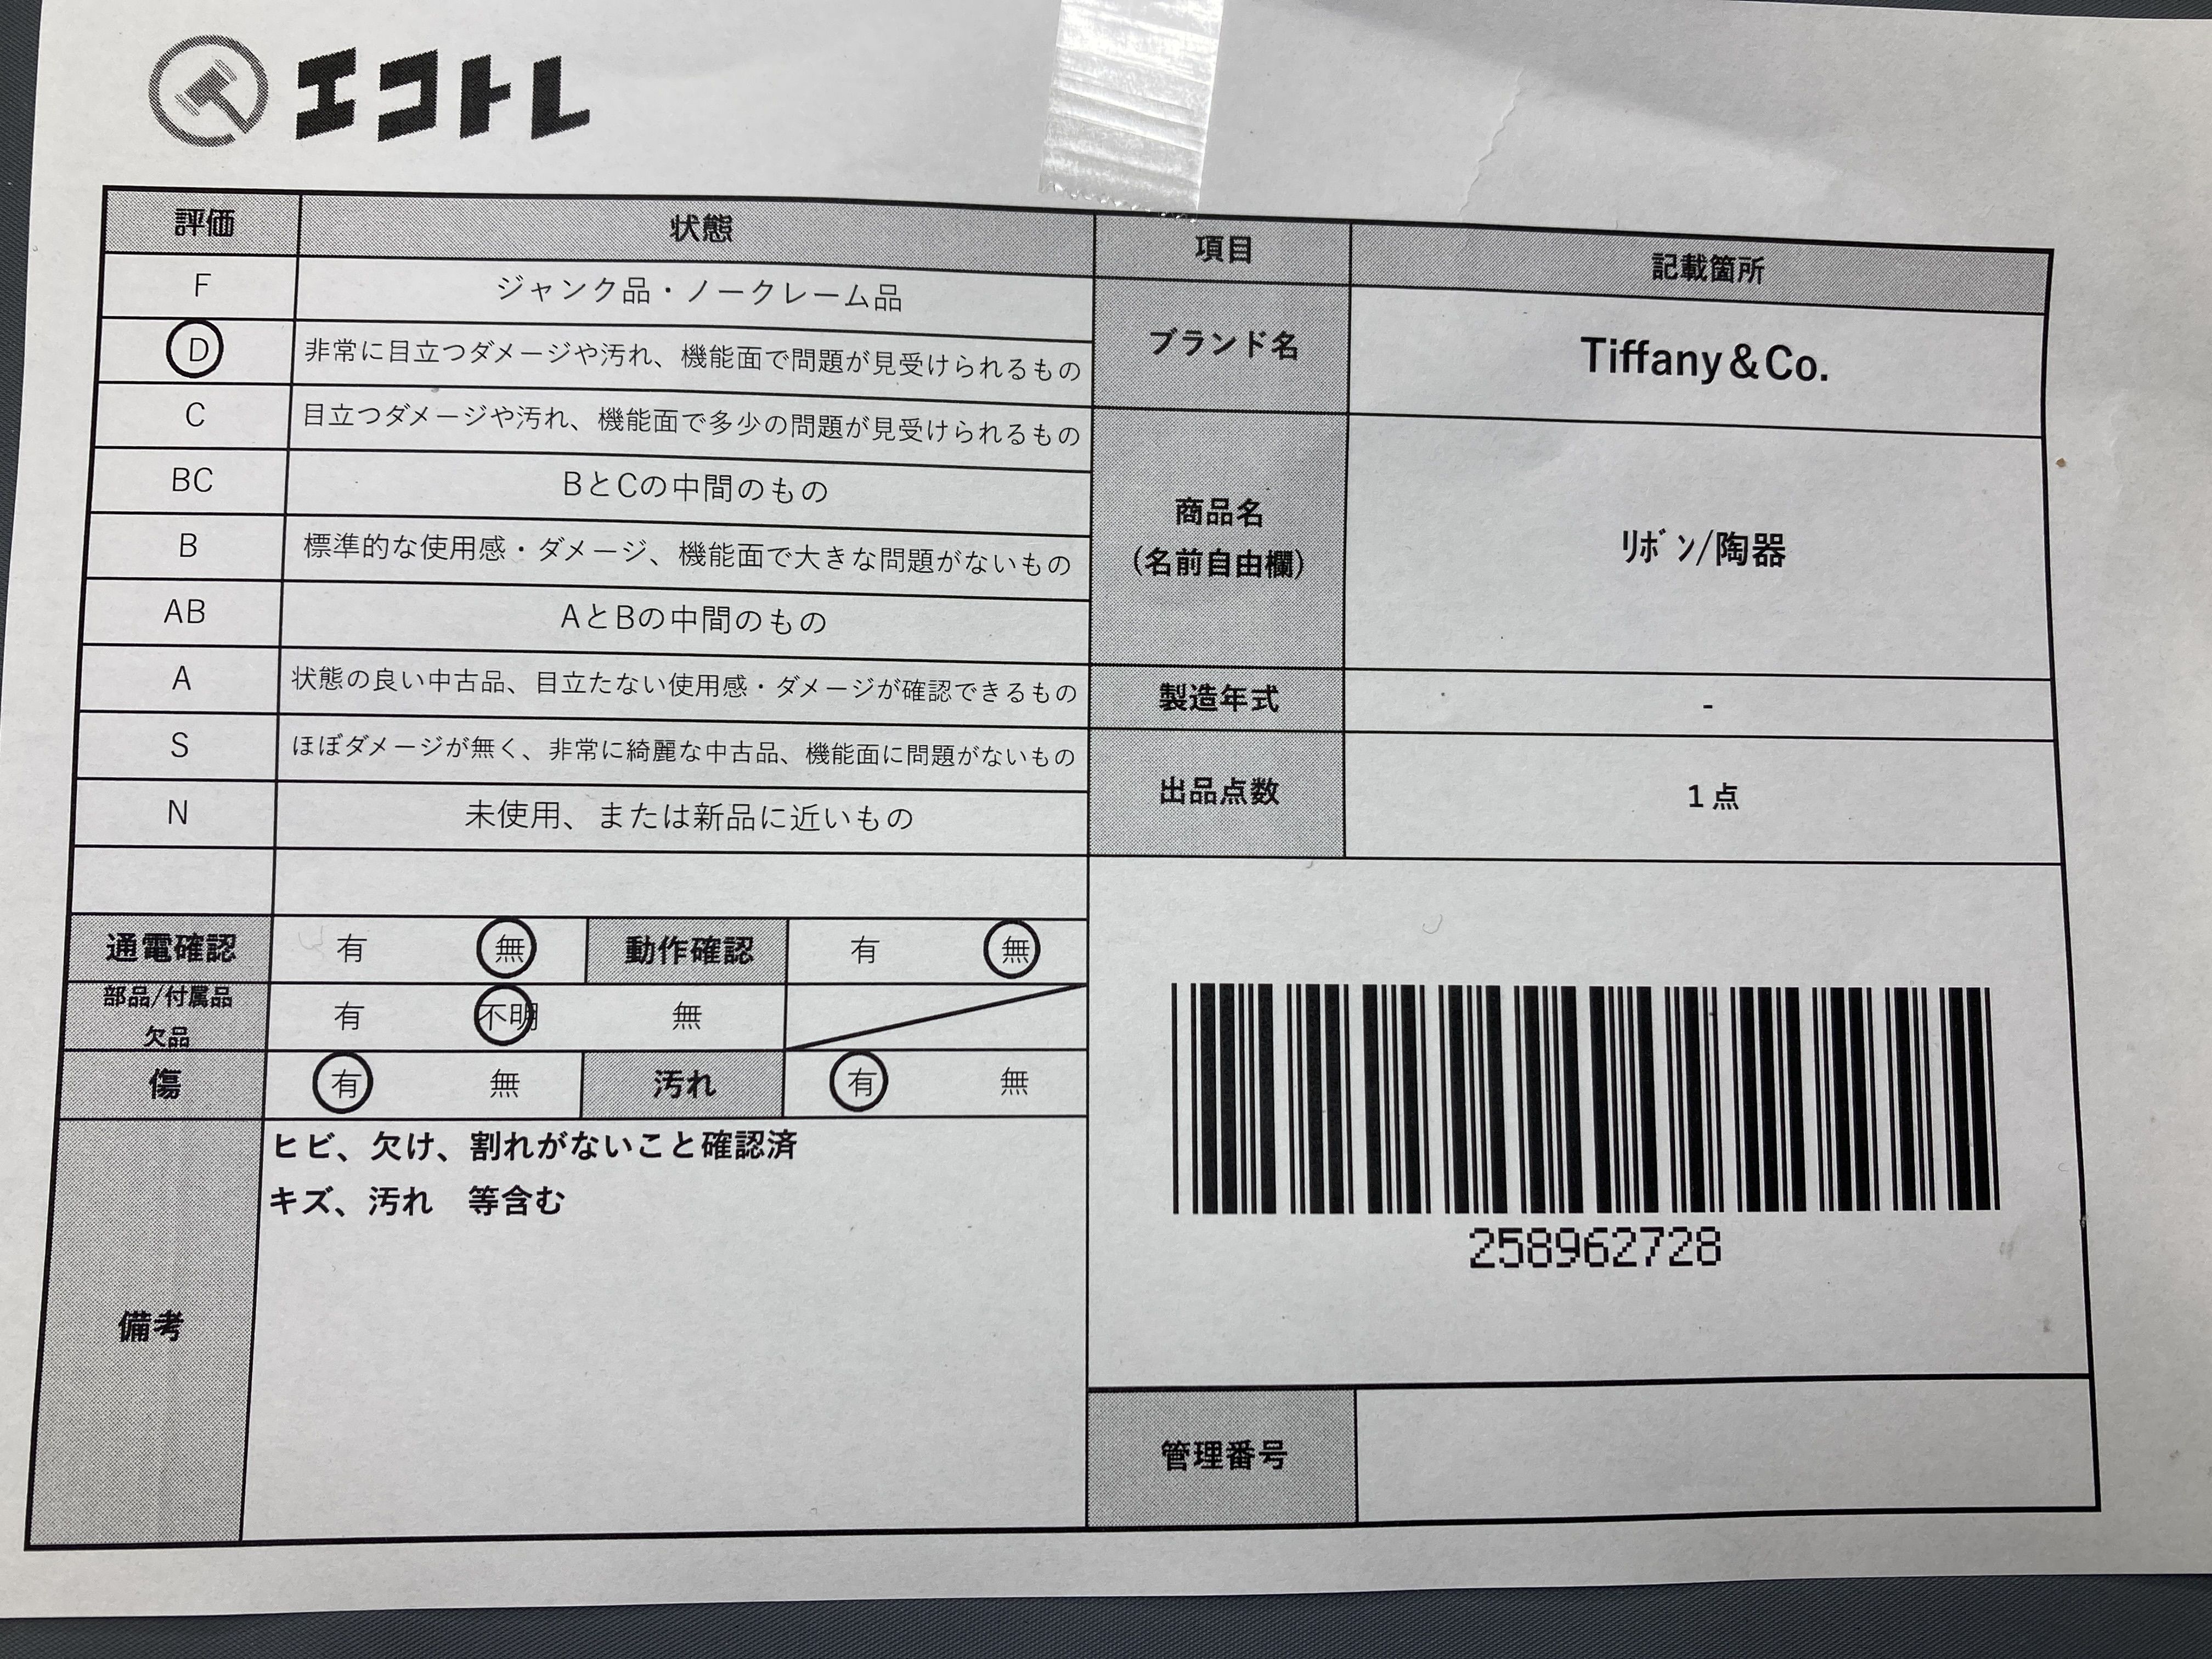 エコトレ
評価 状態 項目 記載箇所
F ジャンク品・ノークレーム品
D 非常に目立つダメージや汚れ、機能面で問題が見受けられるもの
ブランド名 Tiffany&Co.
C 目立つダメージや汚れ、機能面で多少の問題が見受けられるもの
BC BとCの中間のもの
B 標準的な使用感・ダメージ、機能面で大きな問題がないもの
商品名
(名前自由欄)
ﾘﾎﾞﾝ/陶器
AB AとBの中間のもの
A 状態の良い中古品、目立たない使用感・ダメージが確認できるもの
製造年式 -
S ほぼダメージが無く、非常に綺麗な中古品、機能面に問題がないもの
出品点数 1点
N 未使用、または新品に近いもの
通電確認 有 無 動作確認 有 無
部品/付属品
欠品
有 不明 無
傷 有 無 汚れ 有 無
備考
ヒビ、欠け、割れがないこと確認済
キズ、汚れ 等含む
258962728
管理番号